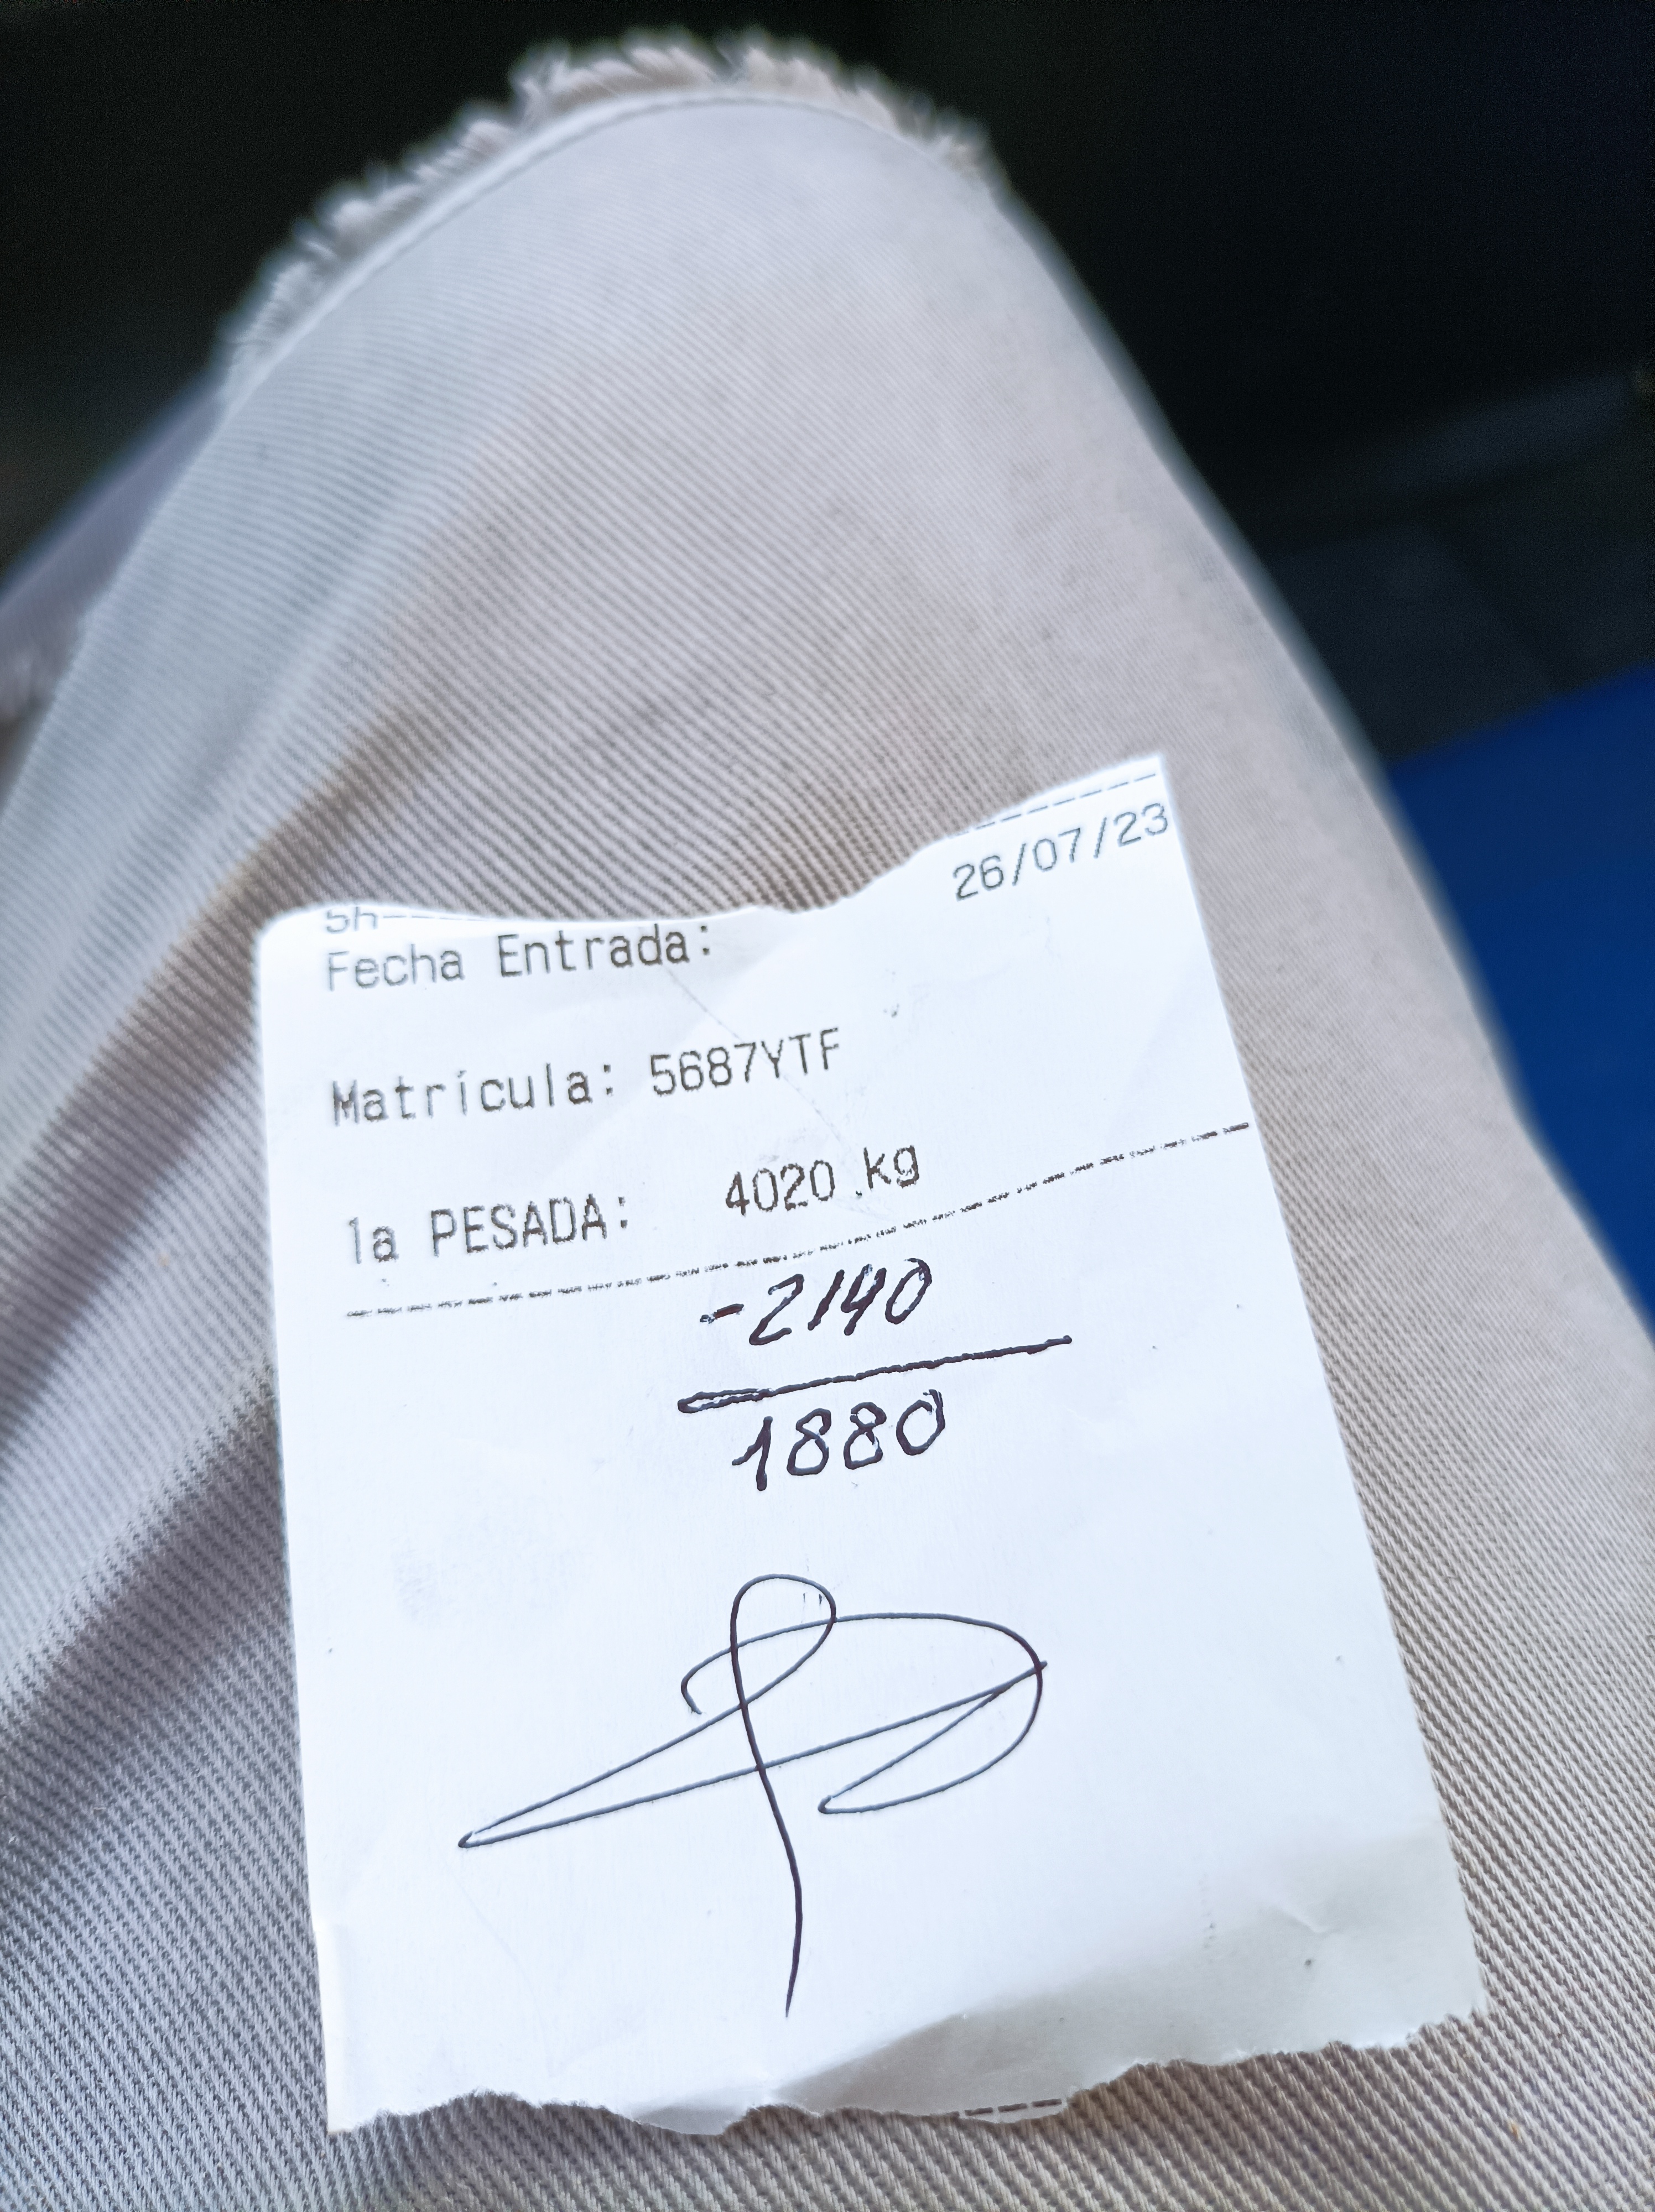 26/07/23
Fecha Entrada:
Matrícula: 5687YTF
1a PESADA: 4020 kg
-2140
1880